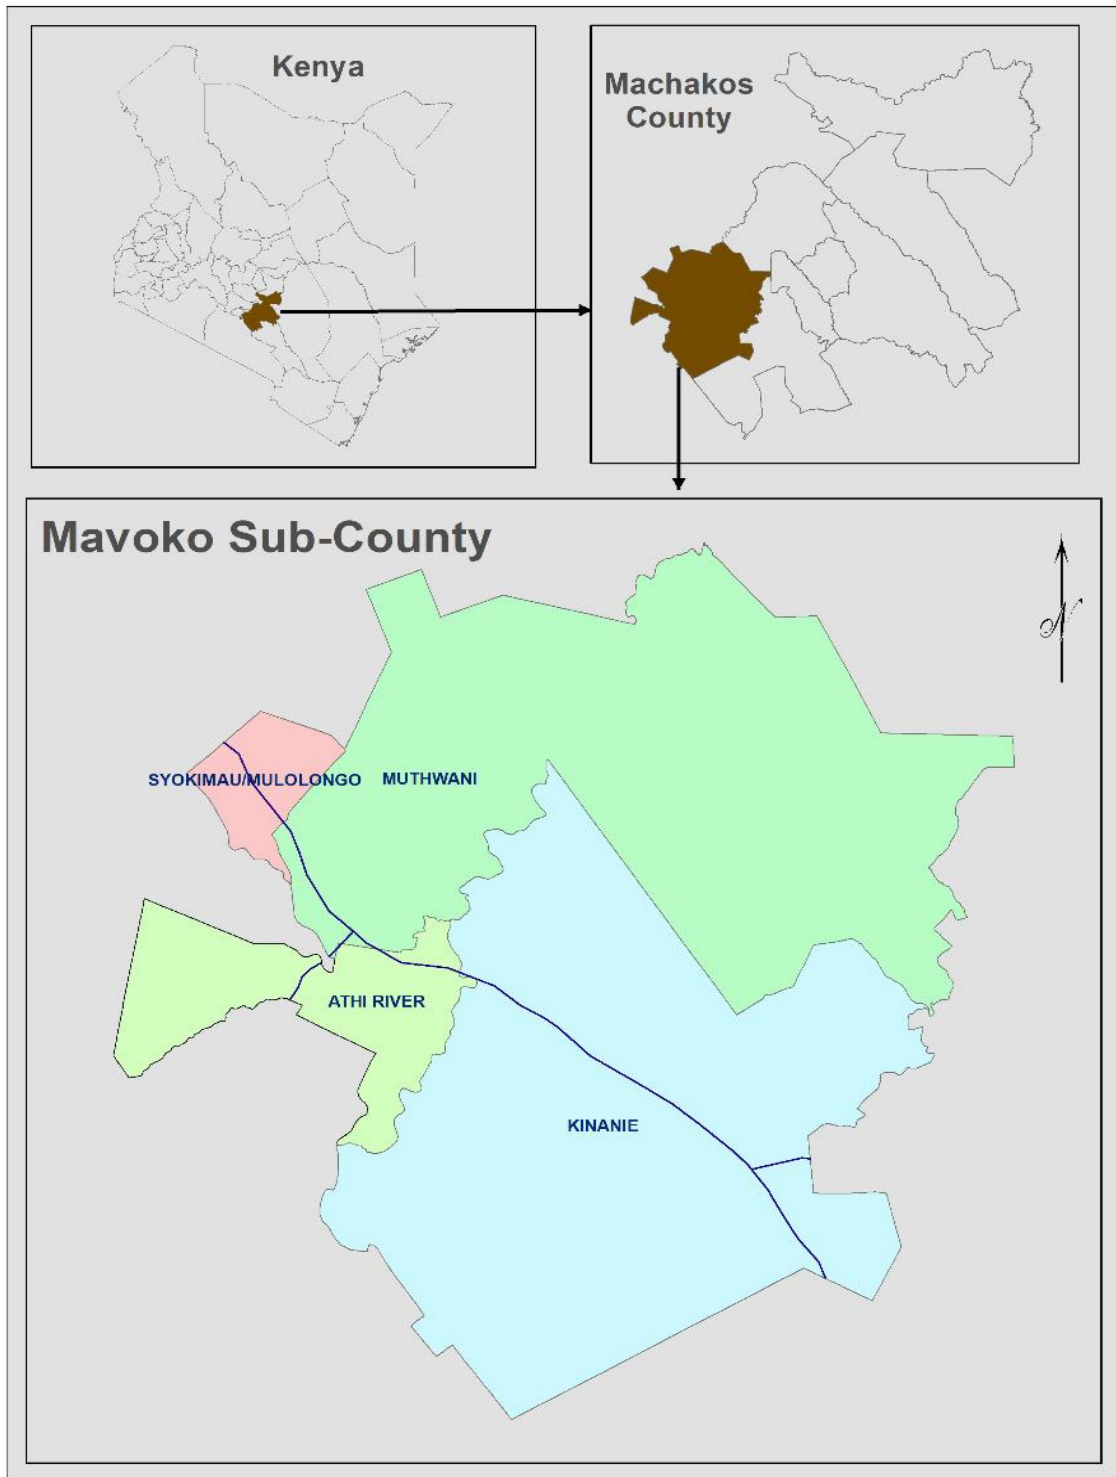 Kenya
Machakos
County
Mavoko Sub-County
N
SYOKIMAU/MULOLONGO
MUTHWANI
ATHI RIVER
KINANIE